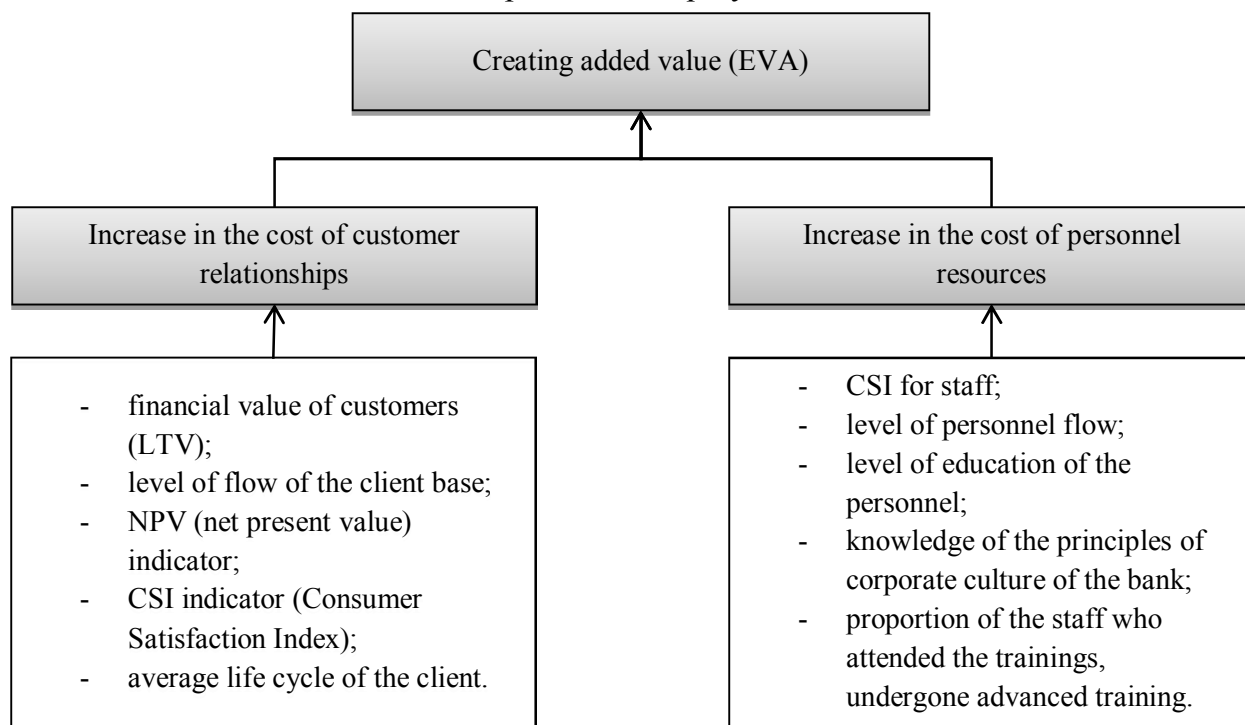 Creating added value (EVA)
Increase in the cost of customer
relationships
Increase in the cost of personnel
resources
- financial value of customers
(LTV);
- level of flow of the client base;
- NPV (net present value)
indicator;
- CSI indicator (Consumer
Satisfaction Index);
- average life cycle of the client.
- CSI for staff;
- level of personnel flow;
- level of education of the
personnel;
- knowledge of the principles of
corporate culture of the bank;
- proportion of the staff who
attended the trainings,
undergone advanced training.